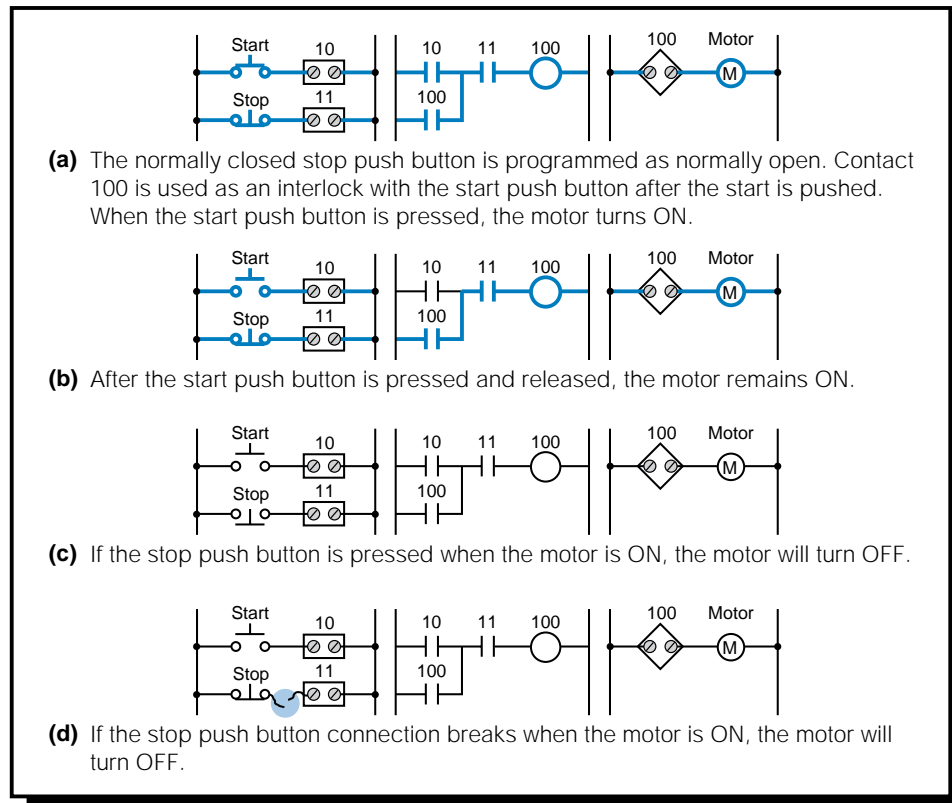 Start 10 10 11 100 100 Motor
Stop 11 100 M
(a) The normally closed stop push button is programmed as normally open. Contact
100 is used as an interlock with the start push button after the start is pushed.
When the start push button is pressed, the motor turns ON.
Start 10 10 11 100 100 Motor
Stop 11 100 M
(b) After the start push button is pressed and released, the motor remains ON.
Start 10 10 11 100 100 Motor
Stop 11 100 M
(c) If the stop push button is pressed when the motor is ON, the motor will turn OFF.
Start 10 10 11 100 100 Motor
Stop 11 100 M
(d) If the stop push button connection breaks when the motor is ON, the motor will
turn OFF.